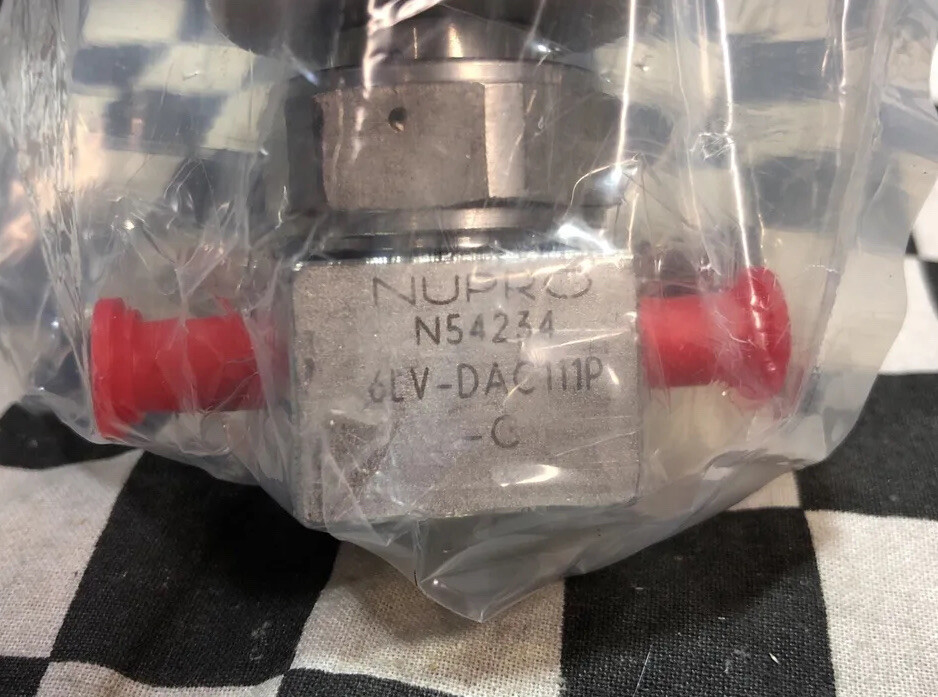 NUPRO
N54234
6LV-DAC111P
-C